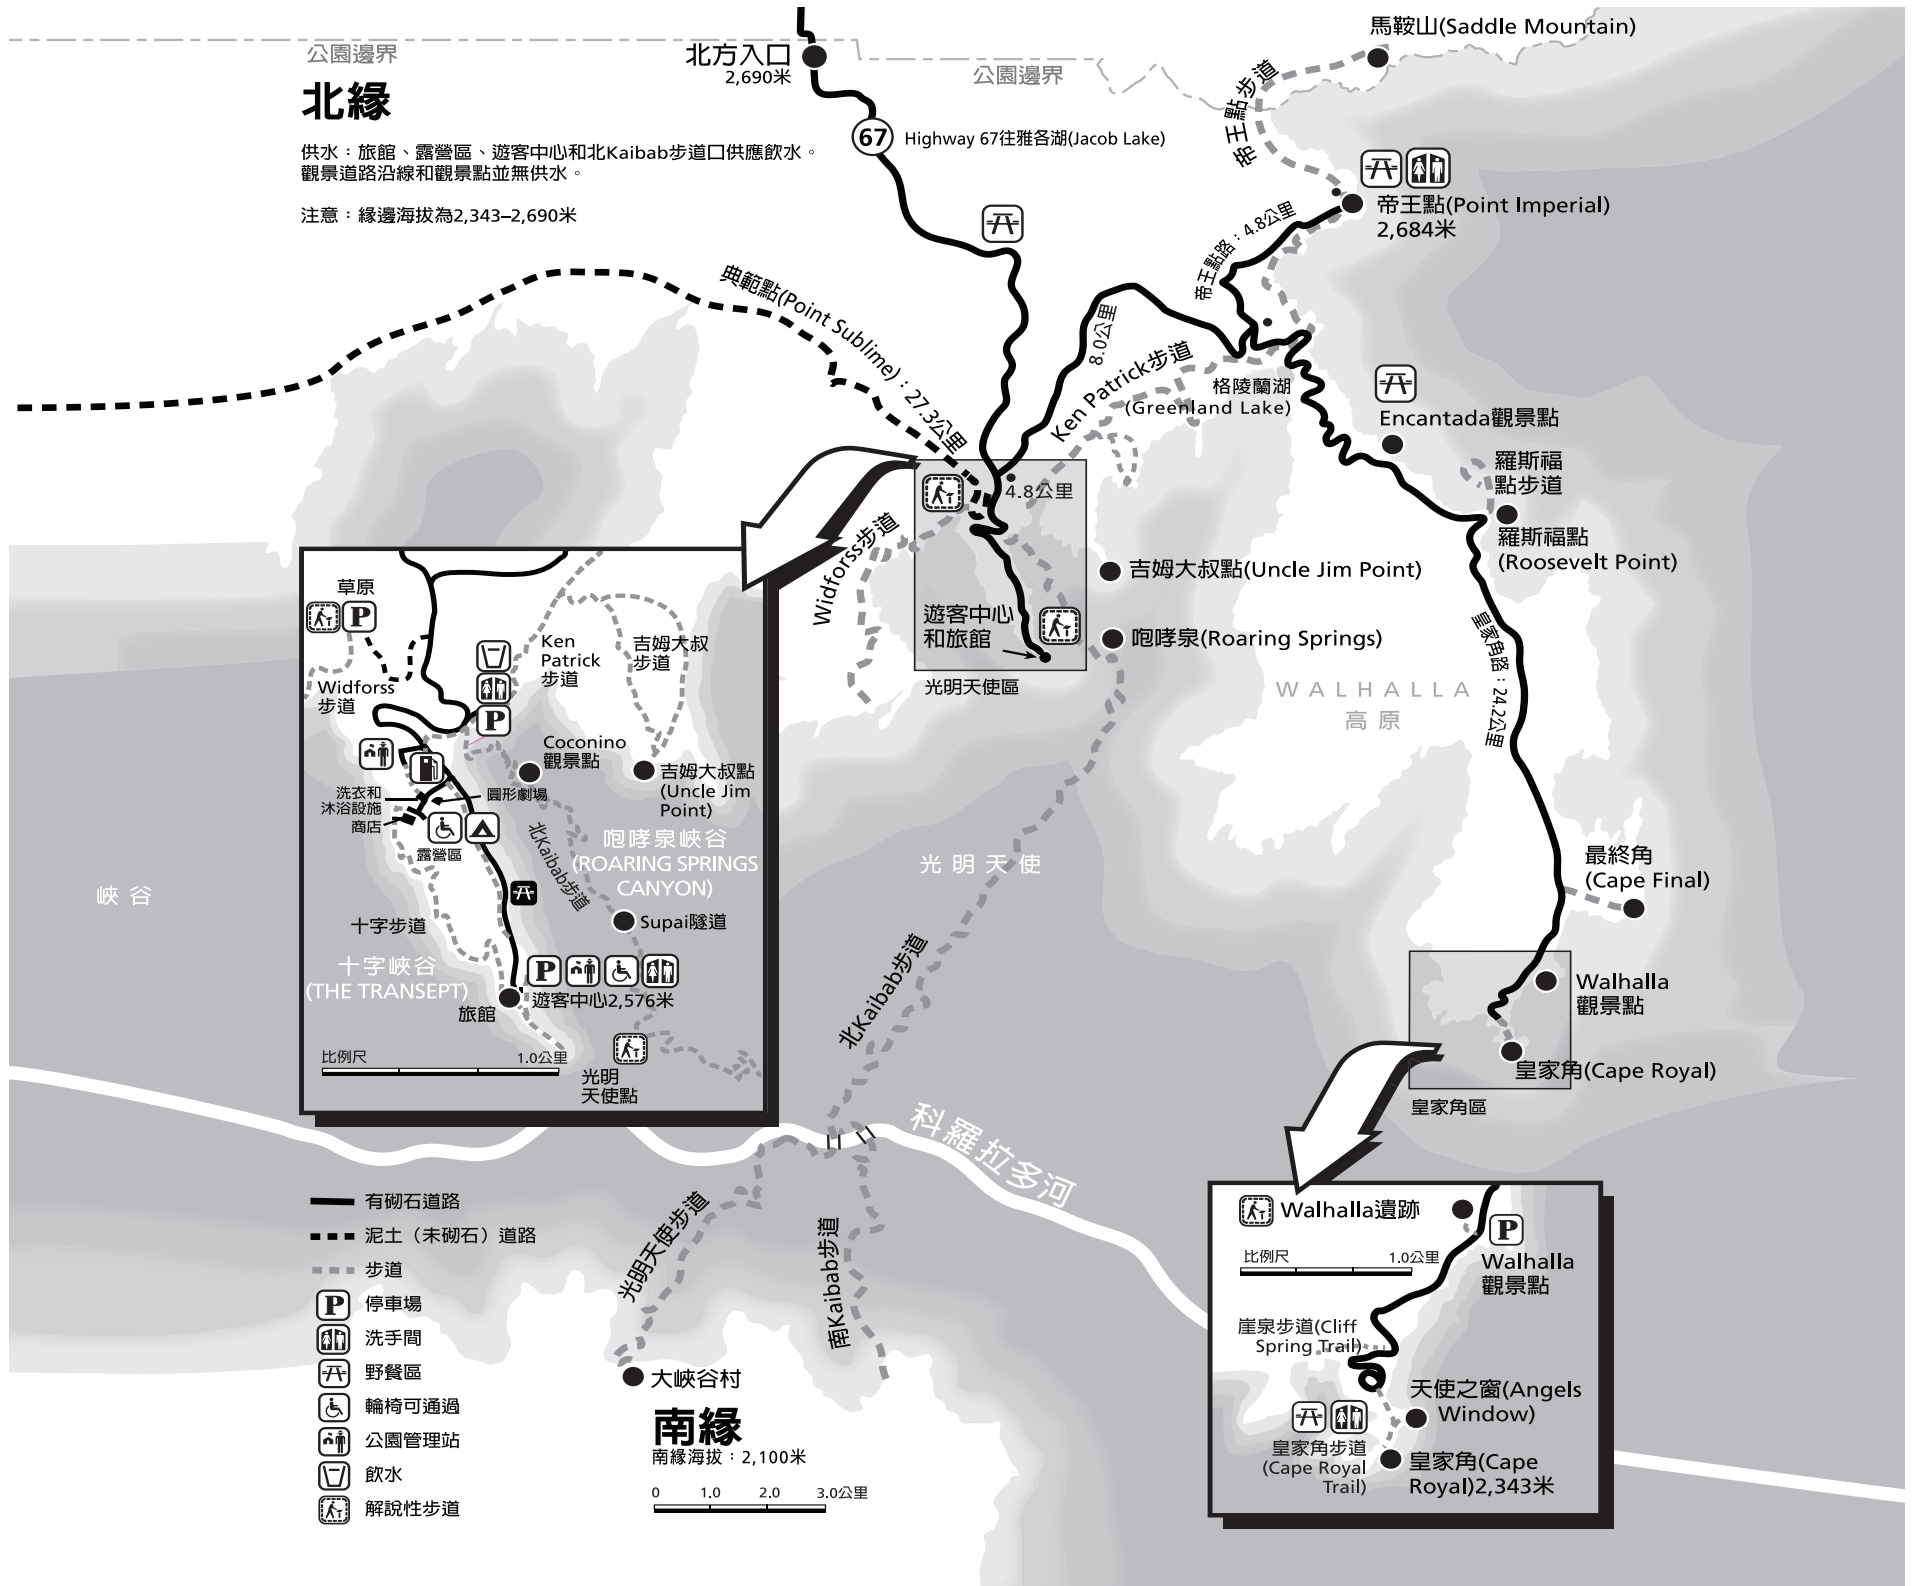 公園邊界
北緣
供水：旅館、露營區、遊客中心和北Kaibab步道口供應飲水。
觀景道路沿線和觀景點並無供水。
注意：緣邊海拔為2,343–2,690米
北方入口
2,690米
公園邊界
67
Highway 67往雅各湖(Jacob Lake)
馬鞍山(Saddle Mountain)
帝王點步道
帝王點(Point Imperial)
2,684米
帝王點路：4.8公里
典範點(Point Sublime)：27.3公里
8.0公里
Ken Patrick步道
格陵蘭湖
(Greenland Lake)
Encantada觀景點
羅斯福
點步道
羅斯福點
(Roosevelt Point)
4.8公里
Widforss步道
吉姆大叔點(Uncle Jim Point)
遊客中心
和旅館
咆哮泉(Roaring Springs)
光明天使區
WALHALLA
高原
皇家角路：24.2公里
光明天使
最終角
(Cape Final)
Walhalla
觀景點
皇家角(Cape Royal)
皇家角區
峽谷
北Kaibab步道
科羅拉多河
光明天使步道
南Kaibab步道
大峽谷村
南緣
南緣海拔：2,100米
0 1.0 2.0 3.0公里
草原
P
Widforss
步道
Ken
Patrick
步道
吉姆大叔
步道
P
Coconino
觀景點
吉姆大叔點
(Uncle Jim
Point)
洗衣和
沐浴設施
商店
圓形劇場
露營區
北Kaibab步道
咆哮泉峽谷
(ROARING SPRINGS
CANYON)
Supai隧道
十字步道
十字峽谷
(THE TRANSEPT)
P
旅館
遊客中心2,576米
比例尺
1.0公里
光明
天使點
有砌石道路
泥土（未砌石）道路
步道
P 停車場
洗手間
野餐區
輪椅可通過
公園管理站
飲水
解說性步道
Walhalla遺跡
P
比例尺
1.0公里
Walhalla
觀景點
崖泉步道(Cliff
Spring Trail)
天使之窗(Angels
Window)
皇家角步道
(Cape Royal
Trail)
皇家角(Cape
Royal)2,343米